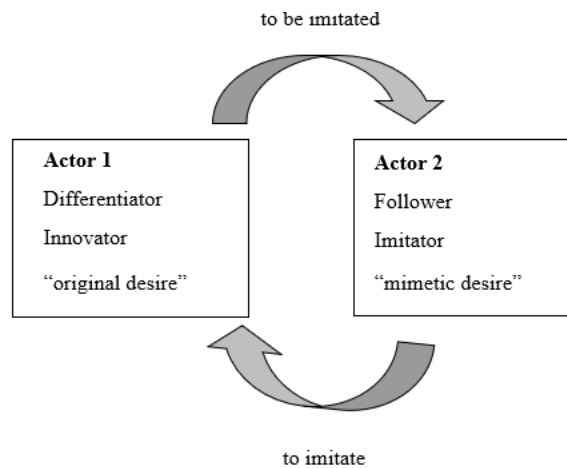 to be imitated
Actor 1
Differentiator
Innovator
“original desire”
Actor 2
Follower
Imitator
“mimetic desire”
to imitate